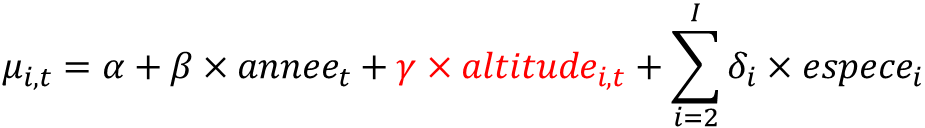 μ_{i,t} = α + β × annee_t + γ × altitude_{i,t} + ∑_{i=2}^{I} δ_i × espece_i